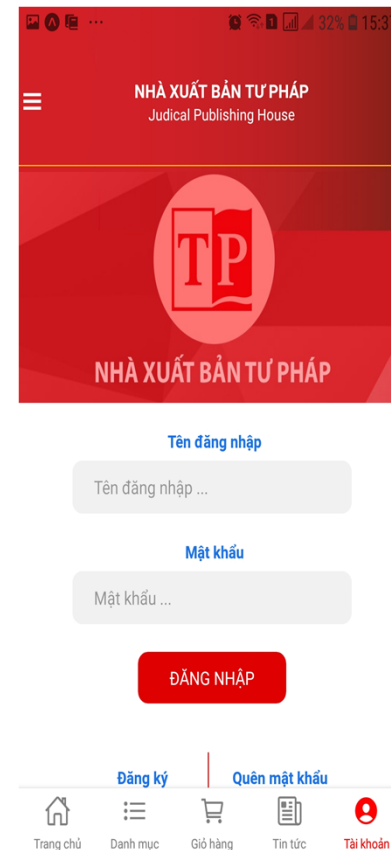 32% 15:37
NHÀ XUẤT BẢN TƯ PHÁP
Judical Publishing House
TP
NHÀ XUẤT BẢN TƯ PHÁP
Tên đăng nhập
Tên đăng nhập ...
Mật khẩu
Mật khẩu ...
ĐĂNG NHẬP
Đăng ký Quên mật khẩu
Trang chủ Danh mục Giỏ hàng Tin tức Tài khoản